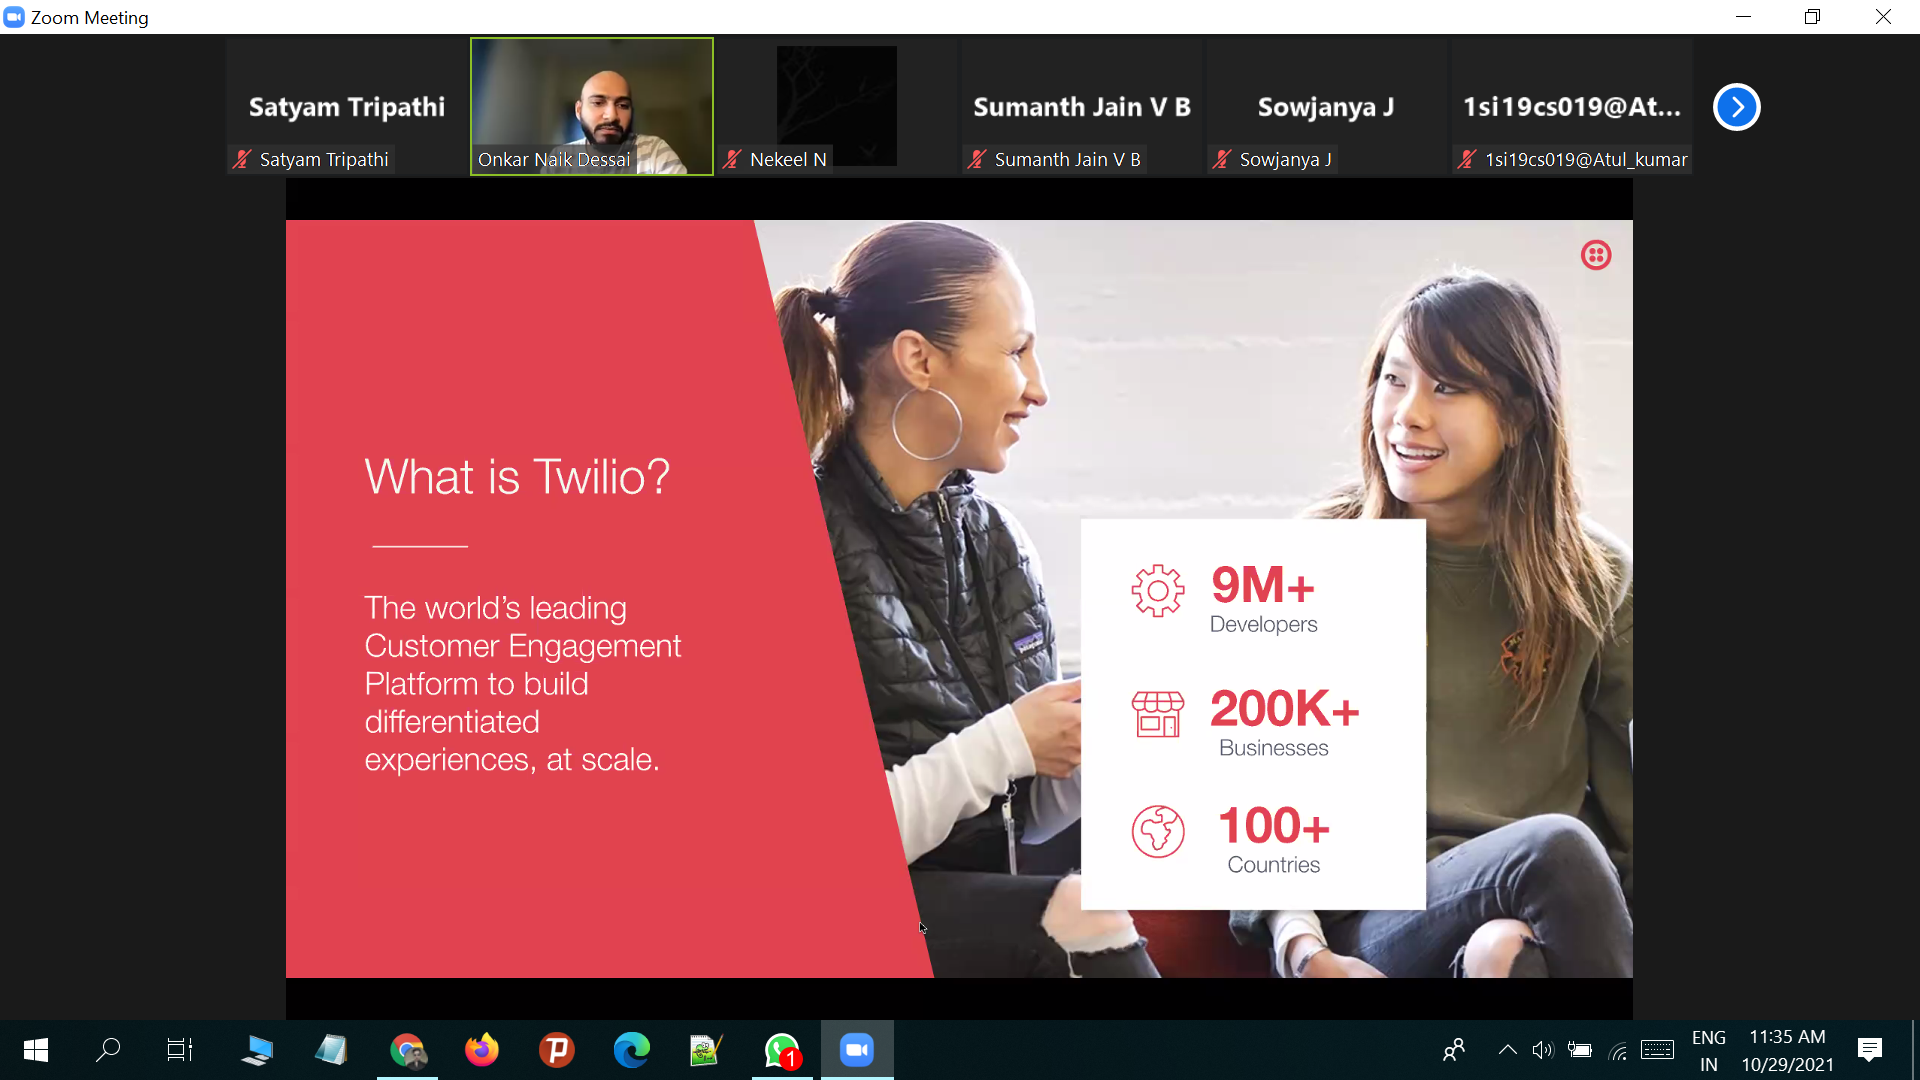 Zoom Meeting
Satyam Tripathi
Sumanth Jain V B
Sowjanya J
1si19cs019@At...
Satyam Tripathi
Onkar Naik Dessai
Nekeel N
Sumanth Jain V B
Sowjanya J
1si19cs019@Atul_kumar
What is Twilio?
The world's leading
Customer Engagement
Platform to build
differentiated
experiences, at scale.
9M+
Developers
200K+
Businesses
100+
Countries
patagonia
1
ENG
IN
11:35 AM
10/29/2021